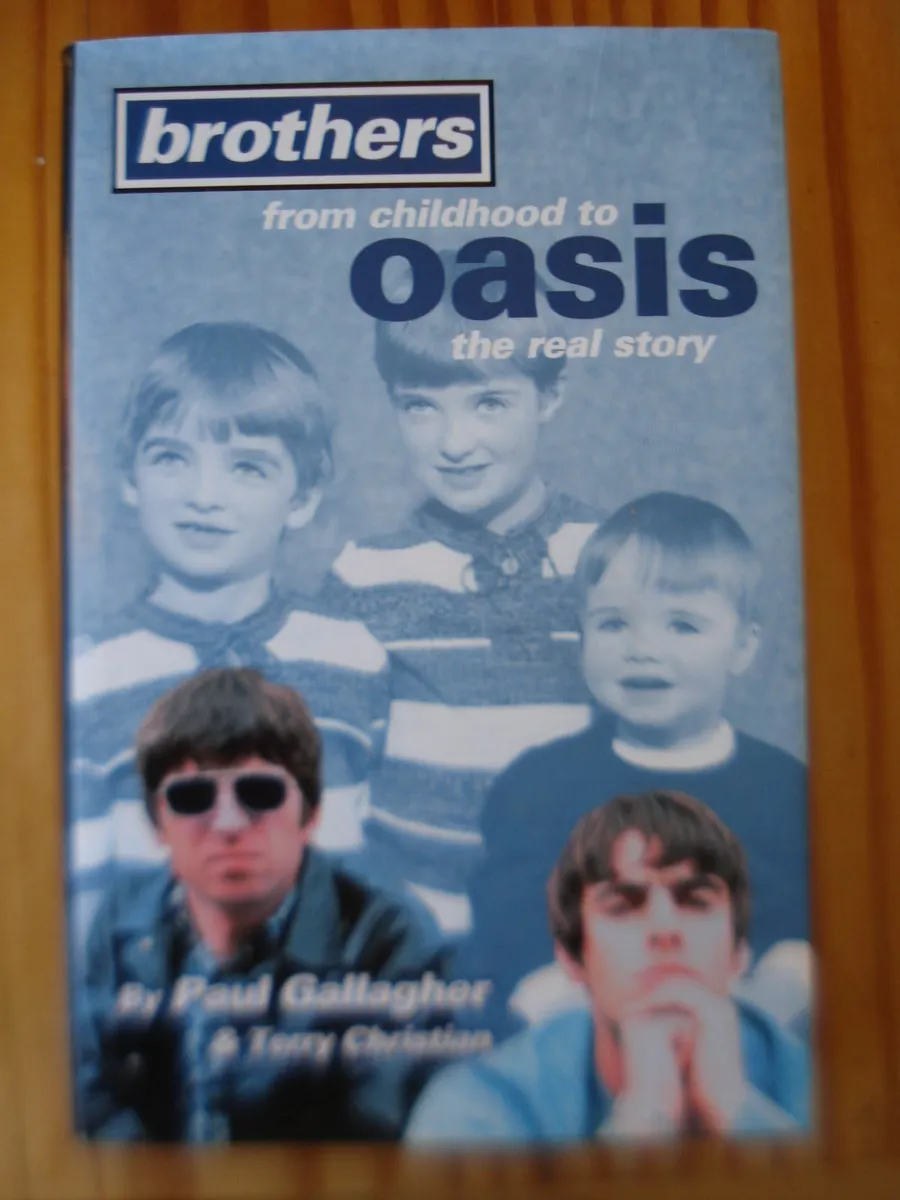 brothers
from childhood to
oasis
the real story
By Paul Gallagher
& Terry Christian